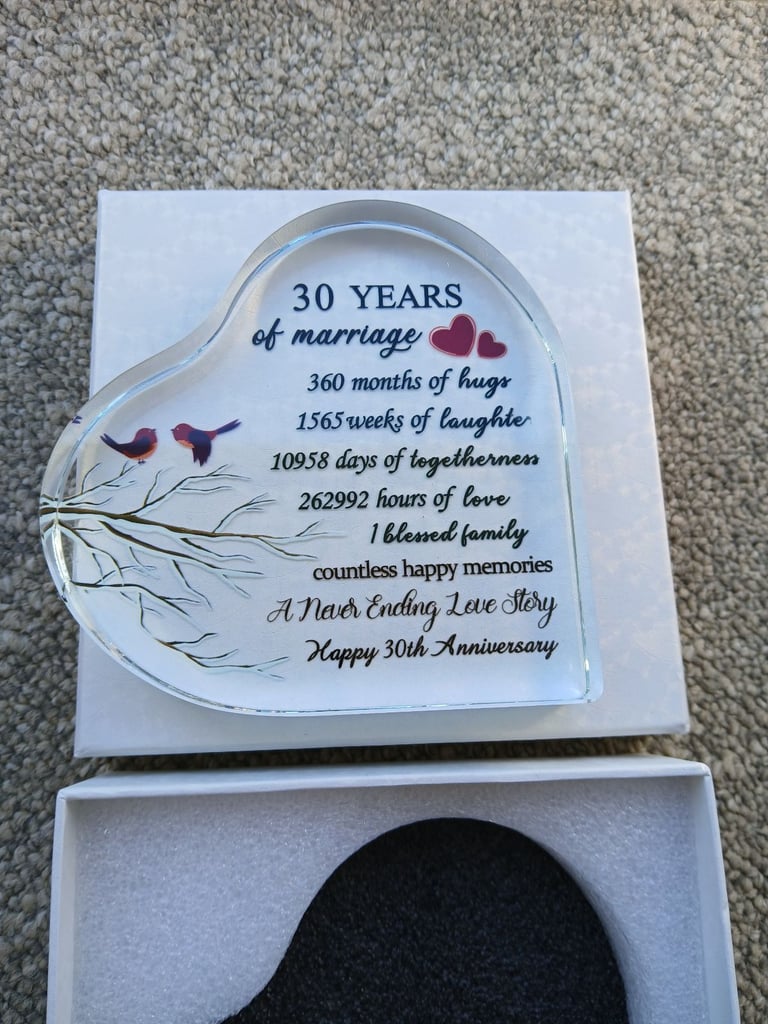 30 YEARS
of marriage
360 months of hugs
1565 weeks of laughter
10958 days of togetherness
262992 hours of love
1 blessed family
countless happy memories
A Never Ending Love Story
Happy 30th Anniversary